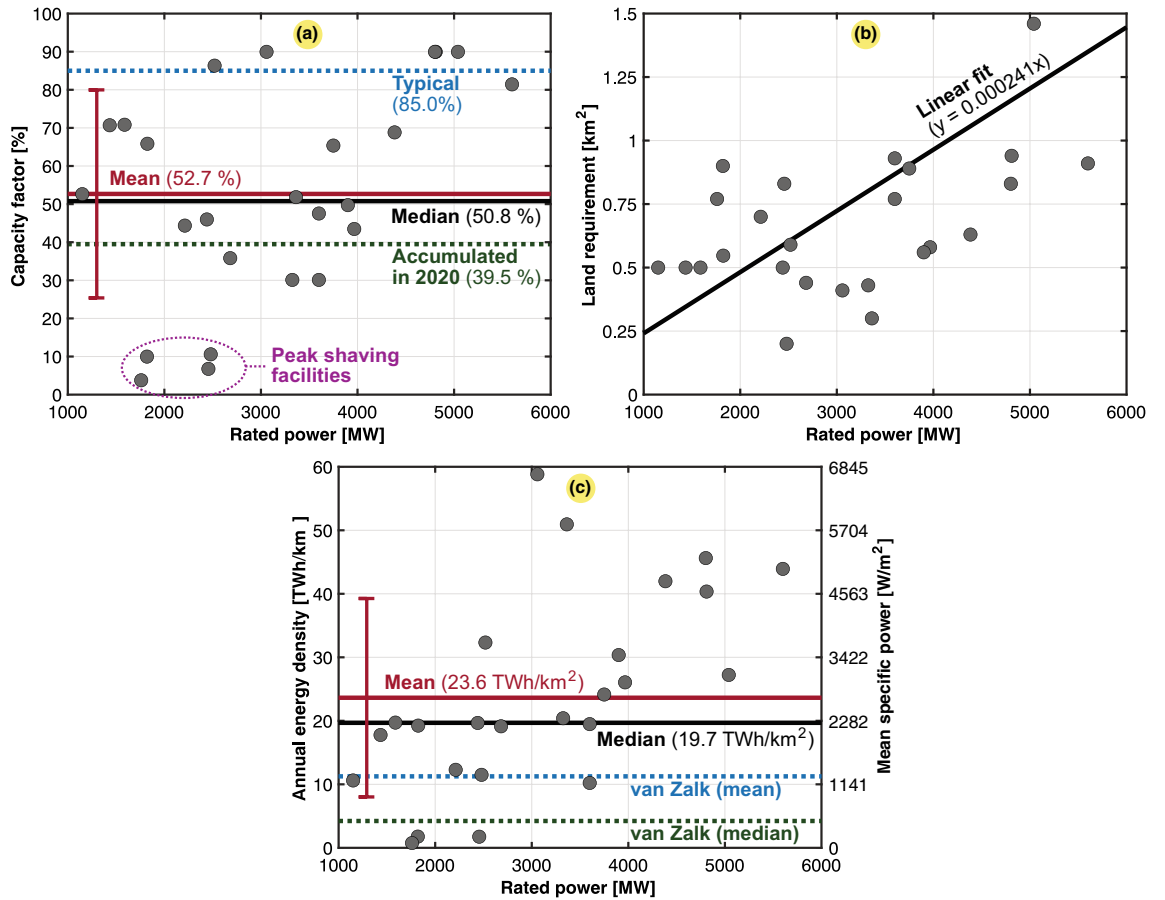 (a)
100
90
80
70
60
50
40
30
20
10
0
Capacity factor [%]
Typical
(85.0%)
Mean (52.7 %)
Median (50.8 %)
Accumulated
in 2020 (39.5 %)
Peak shaving
facilities
1000 2000 3000 4000 5000 6000
Rated power [MW]
(b)
1.5
1.25
1
0.75
0.5
0.25
0
Land requirement [km²]
Linear fit
(y = 0.000241x)
1000 2000 3000 4000 5000 6000
Rated power [MW]
(c)
60
50
40
30
20
10
0
Annual energy density [TWh/km ]
Mean (23.6 TWh/km²)
Median (19.7 TWh/km²)
van Zalk (mean)
van Zalk (median)
6845
5704
4563
3422
2282
1141
0
Mean specific power [W/m²]
1000 2000 3000 4000 5000 6000
Rated power [MW]